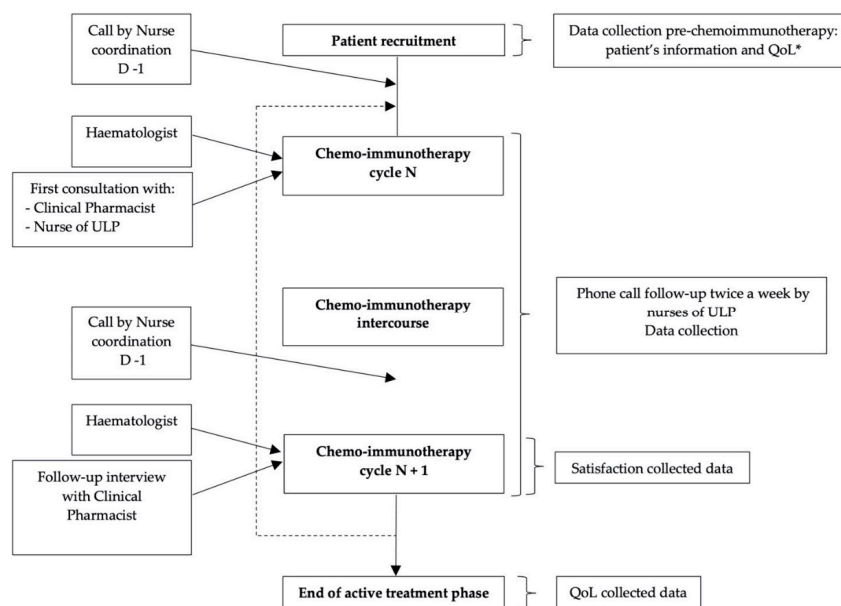 Call by Nurse
coordination
D -1
Patient recruitment
Data collection pre-chemoimmunotherapy:
patient's information and QoL*
Haematologist
Chemo-immunotherapy
cycle N
First consultation with:
- Clinical Pharmacist
- Nurse of ULP
Chemo-immunotherapy
intercourse
Phone call follow-up twice a week by
nurses of ULP
Data collection
Call by Nurse
coordination
D -1
Haematologist
Chemo-immunotherapy
cycle N + 1
Satisfaction collected data
Follow-up interview
with Clinical
Pharmacist
End of active treatment phase
QoL collected data